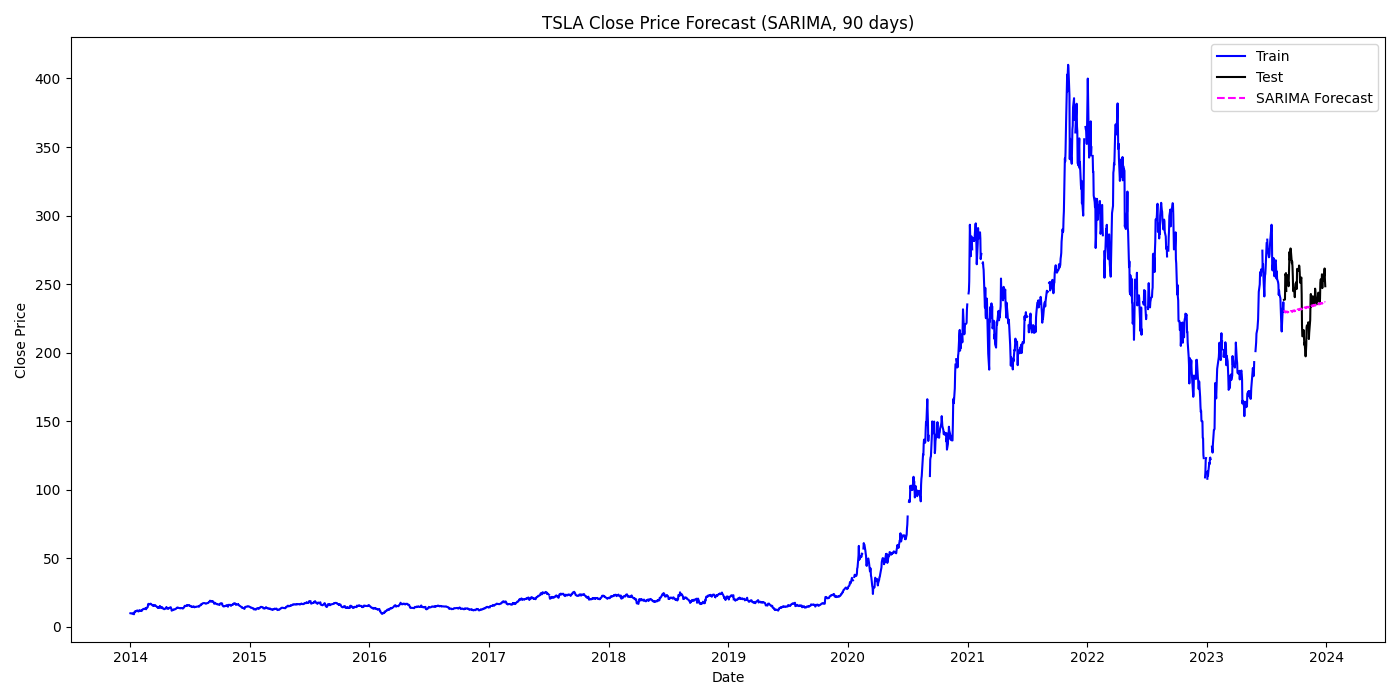 TSLA Close Price Forecast (SARIMA, 90 days)
Train
Test
SARIMA Forecast
Close Price
400
350
300
250
200
150
100
50
0
2014 2015 2016 2017 2018 2019 2020 2021 2022 2023 2024
Date